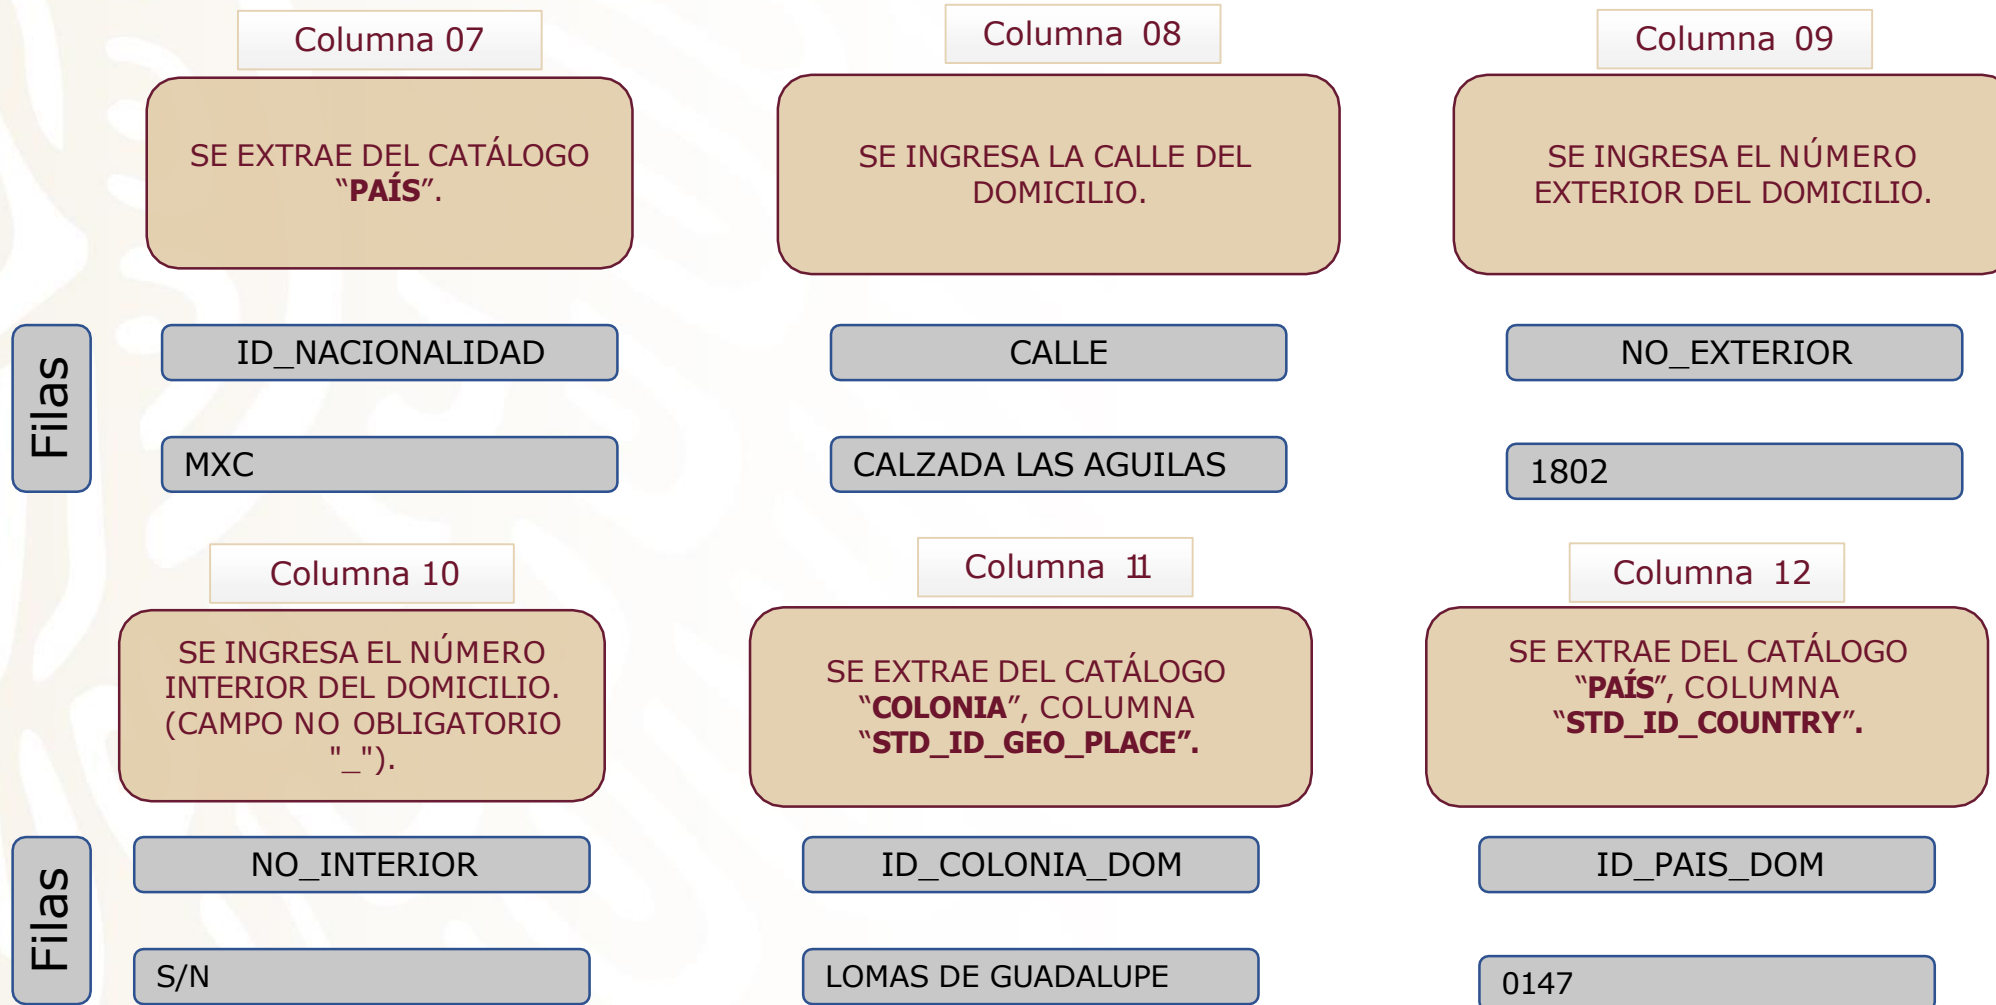 Columna 07
Columna 08
Columna 09
SE EXTRAE DEL CATÁLOGO
“PAÍS”.
SE INGRESA LA CALLE DEL
DOMICILIO.
SE INGRESA EL NÚMERO
EXTERIOR DEL DOMICILIO.
Filas
ID_NACIONALIDAD
CALLE
NO_EXTERIOR
MXC
CALZADA LAS AGUILAS
1802
Columna 10
Columna 11
Columna 12
SE INGRESA EL NÚMERO
INTERIOR DEL DOMICILIO.
(CAMPO NO OBLIGATORIO
"_").
SE EXTRAE DEL CATÁLOGO
“COLONIA”, COLUMNA
“STD_ID_GEO_PLACE”.
SE EXTRAE DEL CATÁLOGO
“PAÍS”, COLUMNA
“STD_ID_COUNTRY”.
Filas
NO_INTERIOR
ID_COLONIA_DOM
ID_PAIS_DOM
S/N
LOMAS DE GUADALUPE
0147